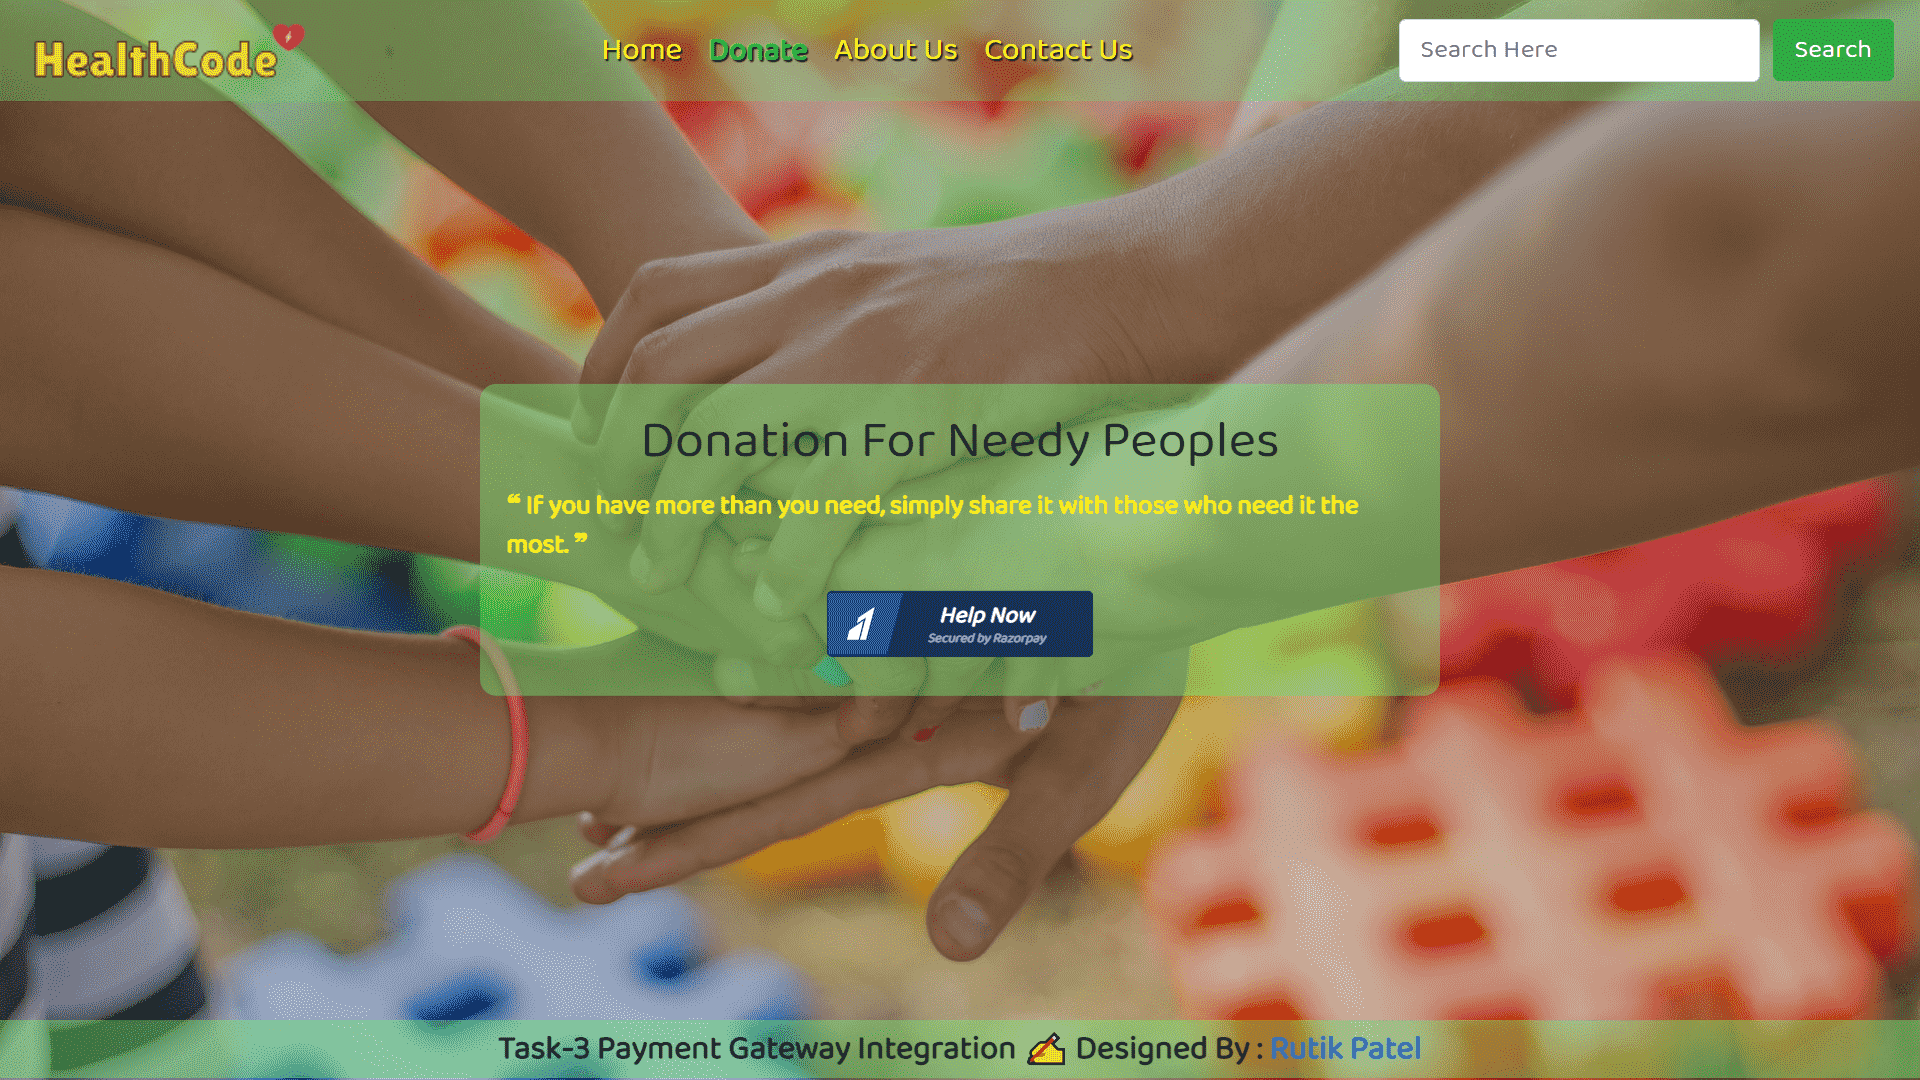 HealthCode
Home Donate About Us Contact Us
Search Here
Search
Donation For Needy Peoples
❝ If you have more than you need, simply share it with those who need it the
most. ❞
Help Now
Secured by Razorpay
Task-3 Payment Gateway Integration ✍ Designed By : Rutik Patel